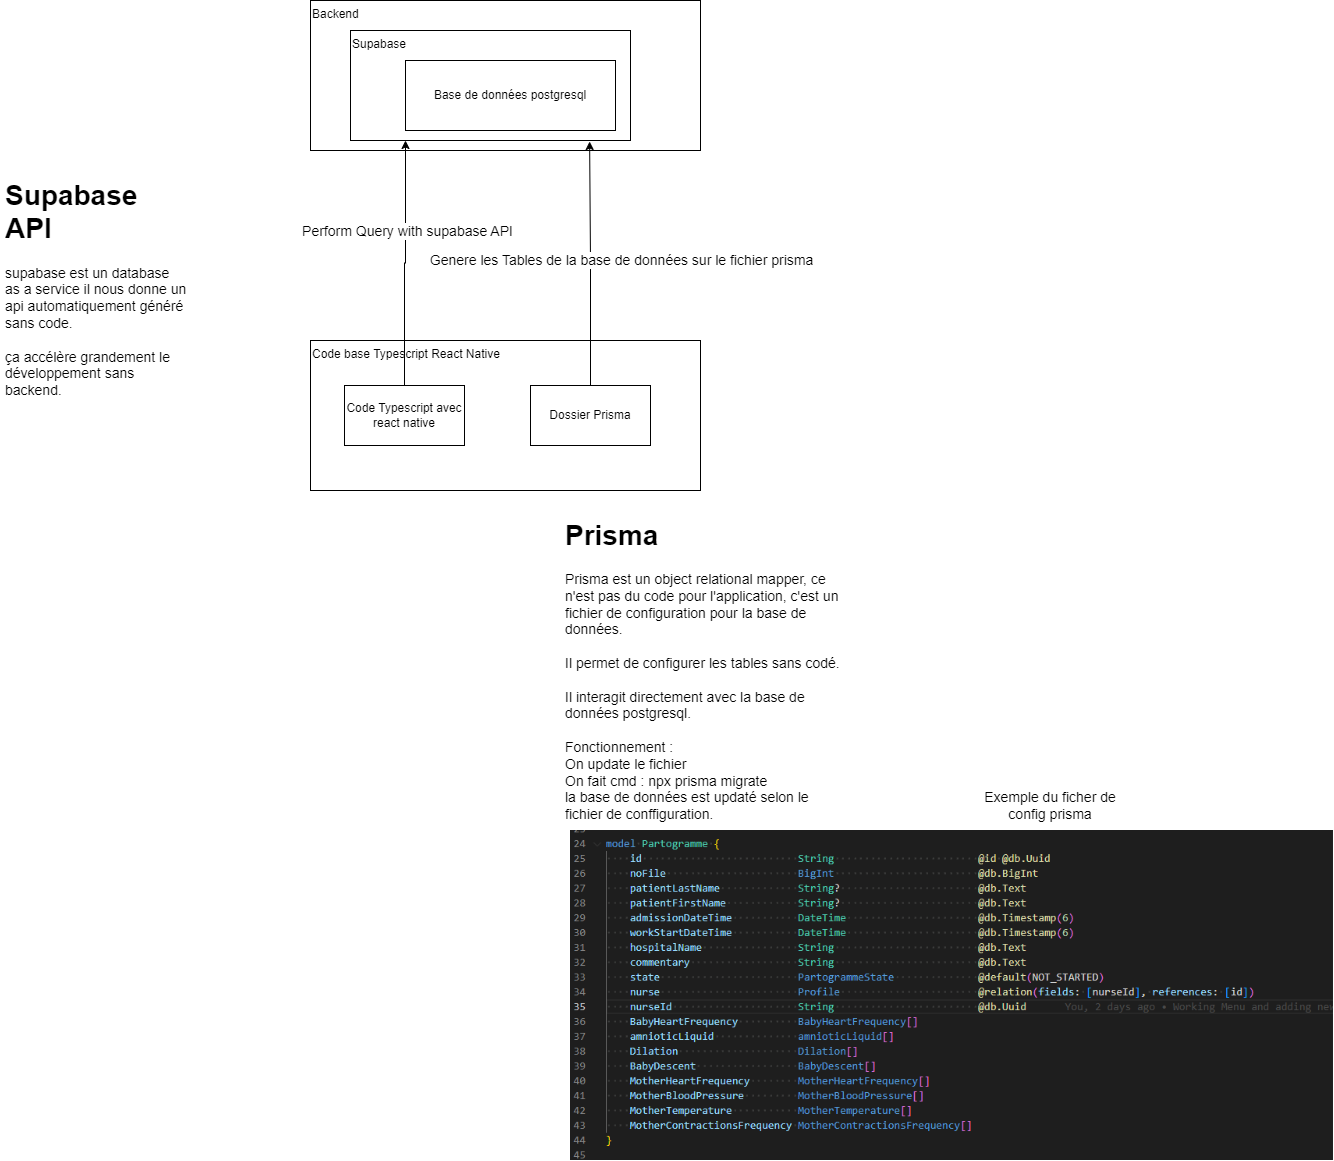 Backend
Supabase
Base de données postgresql
Supabase
API
supabase est un database
as a service il nous donne un
api automatiquement généré
sans code.
ça accélère grandement le
développement sans
backend.
Perform Query with supabase API
Genere les Tables de la base de données sur le fichier prisma
Code base Typescript React Native
Code Typescript avec
react native
Dossier Prisma
Prisma
Prisma est un object relational mapper, ce
n'est pas du code pour l'application, c'est un
fichier de configuration pour la base de
données.
Il permet de configurer les tables sans codé.
Il interagit directement avec la base de
données postgresql.
Fonctionnement :
On update le fichier
On fait cmd : npx prisma migrate
la base de données est updaté selon le
fichier de conffiguration.
Exemple du ficher de
config prisma
24 model Partogramme {
25 id String @id @db.Uuid
26 noFile BigInt @db.BigInt
27 patientLastName String? @db.Text
28 patientFirstName String? @db.Text
29 admissionDateTime DateTime @db.Timestamp(6)
30 workStartDateTime DateTime @db.Timestamp(6)
31 hospitalName String @db.Text
32 commentary String @db.Text
33 state PartogrammeState @default(NOT_STARTED)
34 nurse Profile @relation(fields: [nurseId], references: [id])
35 nurseId String @db.Uuid You, 2 days ago • Working Menu and adding new
36 BabyHeartFrequency BabyHeartFrequency[]
37 amnioticLiquid amnioticLiquid[]
38 Dilation Dilation[]
39 BabyDescent BabyDescent[]
40 MotherHeartFrequency MotherHeartFrequency[]
41 MotherBloodPressure MotherBloodPressure[]
42 MotherTemperature MotherTemperature[]
43 MotherContractionsFrequency MotherContractionsFrequency[]
44 }
45